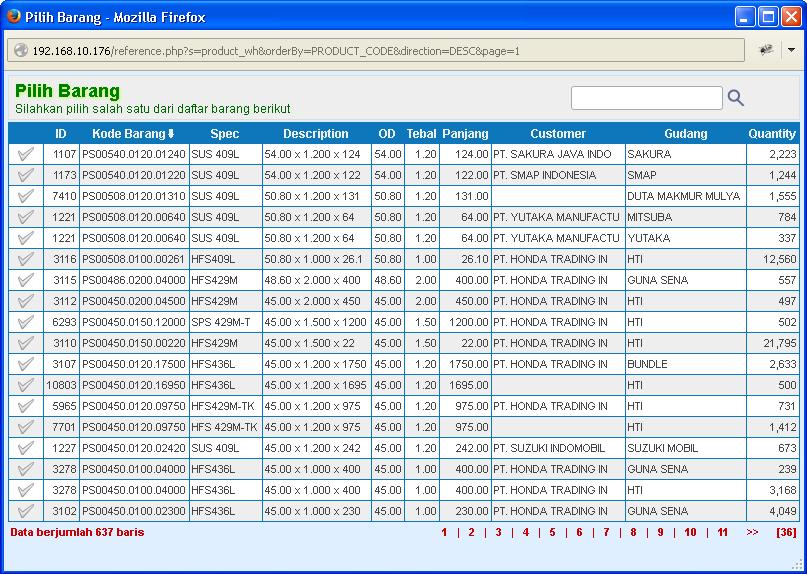 Pilih Barang - Mozilla Firefox
192.168.10.176/reference.php?s=product_wh&orderBy=PRODUCT_CODE&direction=DESC&page=1
Pilih Barang
Silahkan pilih salah satu dari daftar barang berikut
ID Kode Barang Spec Description OD Tebal Panjang Customer Gudang Quantity
1107 PS00540.0120.01240 SUS 409L 54.00 x 1.200 x 124 54.00 1.20 124.00 PT. SAKURA JAVA INDO SAKURA 2,223
1173 PS00540.0120.01220 SUS 409L 54.00 x 1.200 x 122 54.00 1.20 122.00 PT. SMAP INDONESIA SMAP 1,244
7410 PS00508.0120.01310 SUS 409L 50.80 x 1.200 x 131 50.80 1.20 131.00 DUTA MAKMUR MULYA 1,555
1221 PS00508.0120.00640 SUS 409L 50.80 x 1.200 x 64 50.80 1.20 64.00 PT. YUTAKA MANUFACTU MITSUBA 784
1221 PS00508.0120.00640 SUS 409L 50.80 x 1.200 x 64 50.80 1.20 64.00 PT. YUTAKA MANUFACTU YUTAKA 337
3116 PS00508.0100.00261 HFS409L 50.80 x 1.000 x 26.1 50.80 1.00 26.10 PT. HONDA TRADING IN HTI 12,560
3115 PS00486.0200.04000 HFS429M 48.60 x 2.000 x 400 48.60 2.00 400.00 PT. HONDA TRADING IN GUNA SENA 557
3112 PS00450.0200.04500 HFS429M 45.00 x 2.000 x 450 45.00 2.00 450.00 PT. HONDA TRADING IN HTI 497
6293 PS00450.0150.12000 SPS 429M-T 45.00 x 1.500 x 1200 45.00 1.50 1200.00 PT. HONDA TRADING IN HTI 502
3110 PS00450.0150.00220 HFS429M 45.00 x 1.500 x 22 45.00 1.50 22.00 PT. HONDA TRADING IN HTI 21,795
3107 PS00450.0120.17500 HFS436L 45.00 x 1.200 x 1750 45.00 1.20 1750.00 PT. HONDA TRADING IN BUNDLE 2,633
10803 PS00450.0120.16950 HFS436L 45.00 x 1.200 x 1695 45.00 1.20 1695.00 HTI 500
5965 PS00450.0120.09750 HFS429M-TK 45.00 x 1.200 x 975 45.00 1.20 975.00 PT. HONDA TRADING IN HTI 731
7701 PS00450.0120.09750 HFS 429M-TK 45.00 x 1.200 x 975 45.00 1.20 975.00 HTI 1,412
1227 PS00450.0120.02420 SUS 409L 45.00 x 1.200 x 242 45.00 1.20 242.00 PT. SUZUKI INDOMOBIL SUZUKI MOBIL 673
3278 PS00450.0100.04000 HFS436L 45.00 x 1.000 x 400 45.00 1.00 400.00 PT. HONDA TRADING IN GUNA SENA 239
3278 PS00450.0100.04000 HFS436L 45.00 x 1.000 x 400 45.00 1.00 400.00 PT. HONDA TRADING IN HTI 3,168
3102 PS00450.0100.02300 HFS436L 45.00 x 1.000 x 230 45.00 1.00 230.00 PT. HONDA TRADING IN GUNA SENA 4,049
Data berjumlah 637 baris 1 | 2 | 3 | 4 | 5 | 6 | 7 | 8 | 9 | 10 | 11 >> [36]